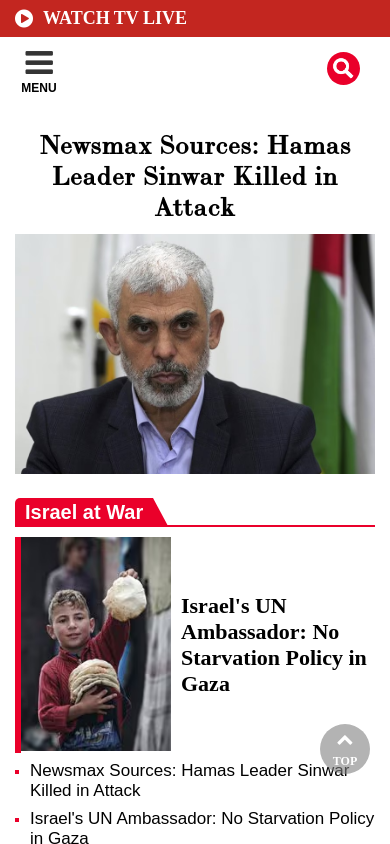 WATCH TV LIVE
MENU
Newsmax Sources: Hamas
Leader Sinwar Killed in
Attack
Israel at War
Israel's UN
Ambassador: No
Starvation Policy in
Gaza
TOP
Newsmax Sources: Hamas Leader Sinwar
Killed in Attack
Israel's UN Ambassador: No Starvation Policy
in Gaza